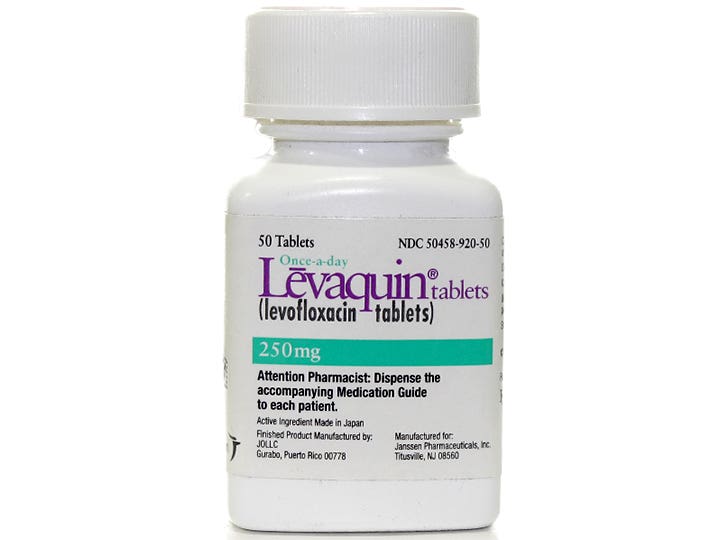 50 Tablets NDC 50458-920-50
Once-a-day
Lēvaquin® tablets
(levofloxacin tablets)
250mg
Attention Pharmacist: Dispense the
accompanying Medication Guide
to each patient.
Active Ingredient Made in Japan
Finished Product Manufactured by:
JOLLC
Gurabo, Puerto Rico 00778
Manufactured for:
Janssen Pharmaceuticals, Inc.
Titusville, NJ 08560